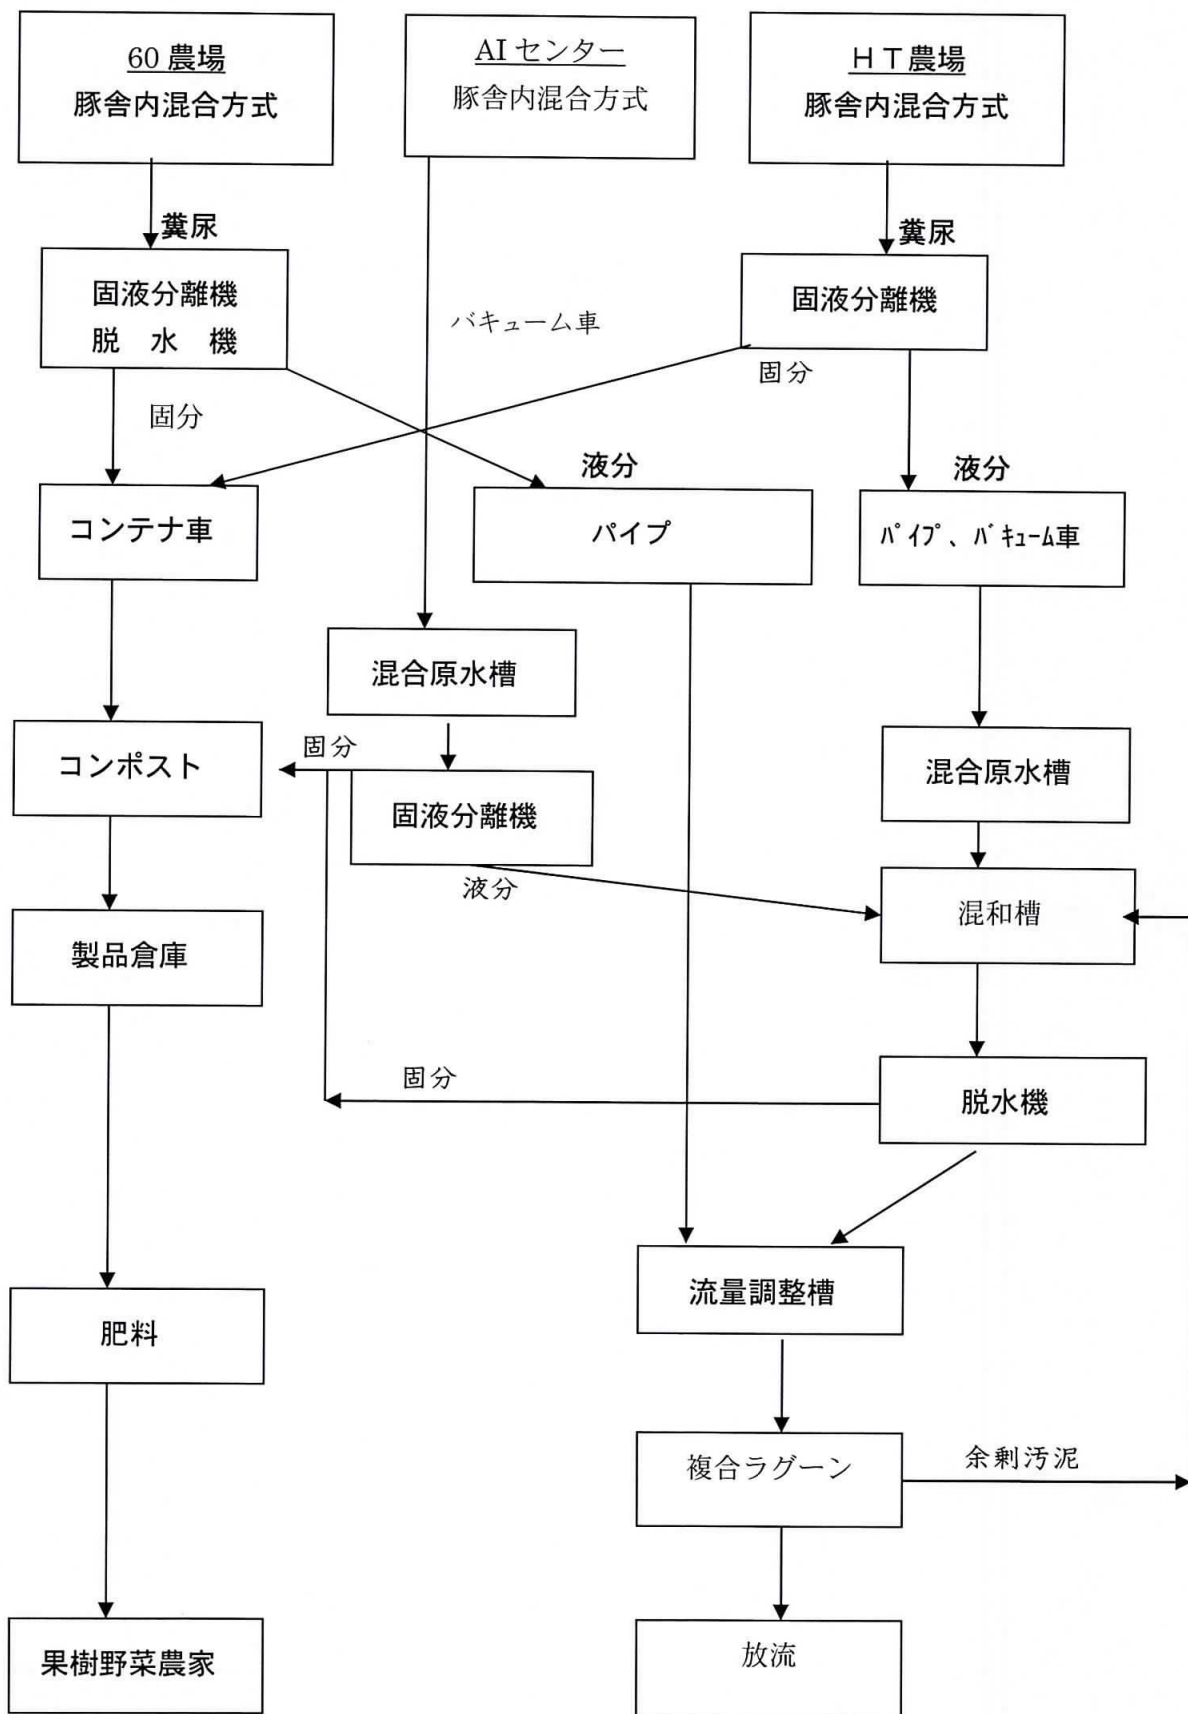 60 農場
豚舎内混合方式
AI センター
豚舎内混合方式
ＨＴ農場
豚舎内混合方式
糞尿
糞尿
固液分離機
脱　水　機
バキューム車
固液分離機
固分
固分
液分
液分
コンテナ車
パイプ
ﾊﾟｲﾌﾟ、ﾊﾞｷｭｰﾑ車
混合原水槽
コンポスト
固分
混合原水槽
固液分離機
液分
混和槽
製品倉庫
固分
脱水機
流量調整槽
肥料
複合ラグーン
余剰汚泥
果樹野菜農家
放流